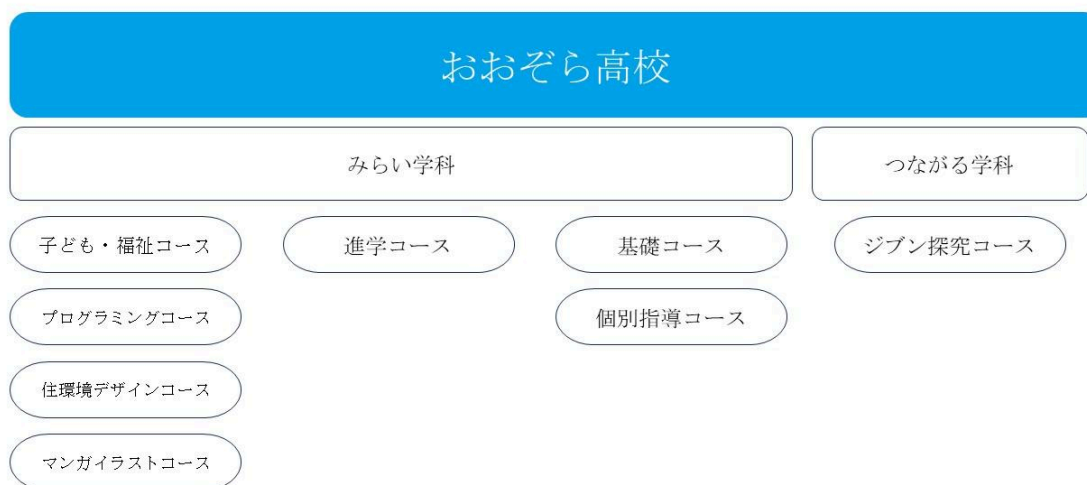 おおぞら高校
みらい学科
つながる学科
子ども・福祉コース
進学コース
基礎コース
ジブン探究コース
プログラミングコース
個別指導コース
住環境デザインコース
マンガイラストコース